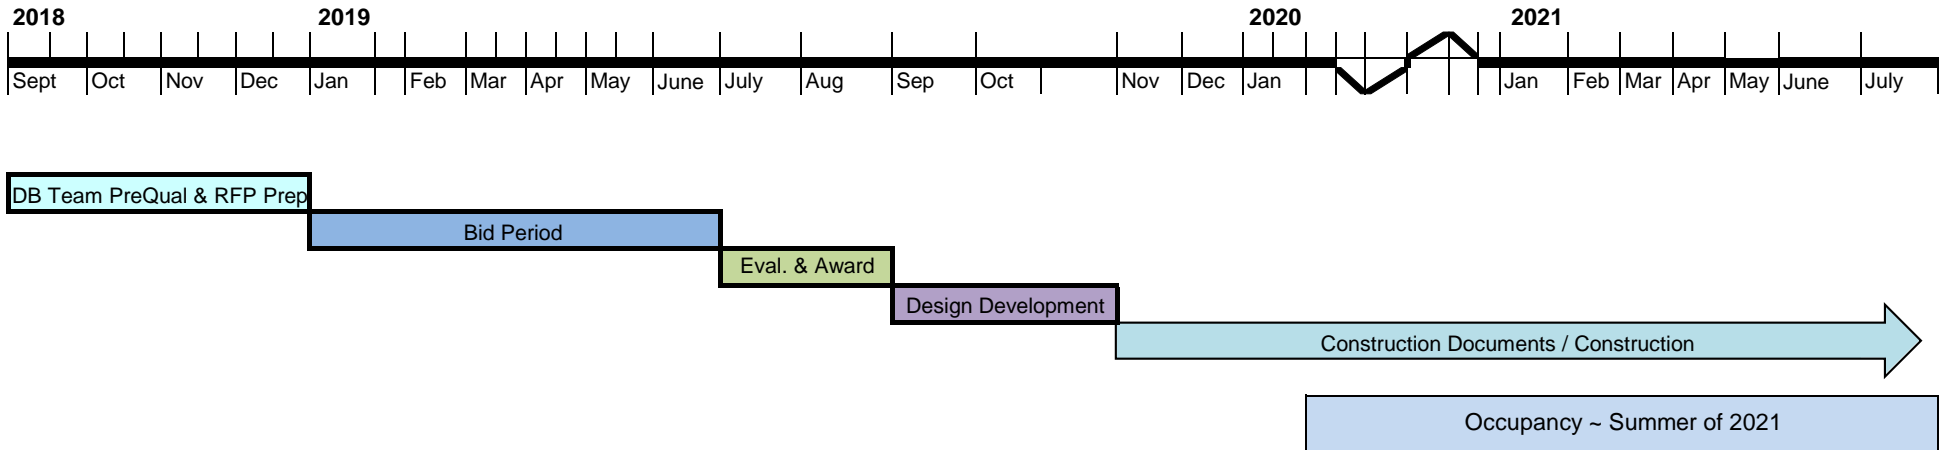 2018 2019 2020 2021
Sept Oct Nov Dec Jan Feb Mar Apr May June July Aug Sep Oct Nov Dec Jan Jan Feb Mar Apr May June July
DB Team PreQual & RFP Prep
Bid Period
Eval. & Award
Design Development
Construction Documents / Construction
Occupancy ~ Summer of 2021